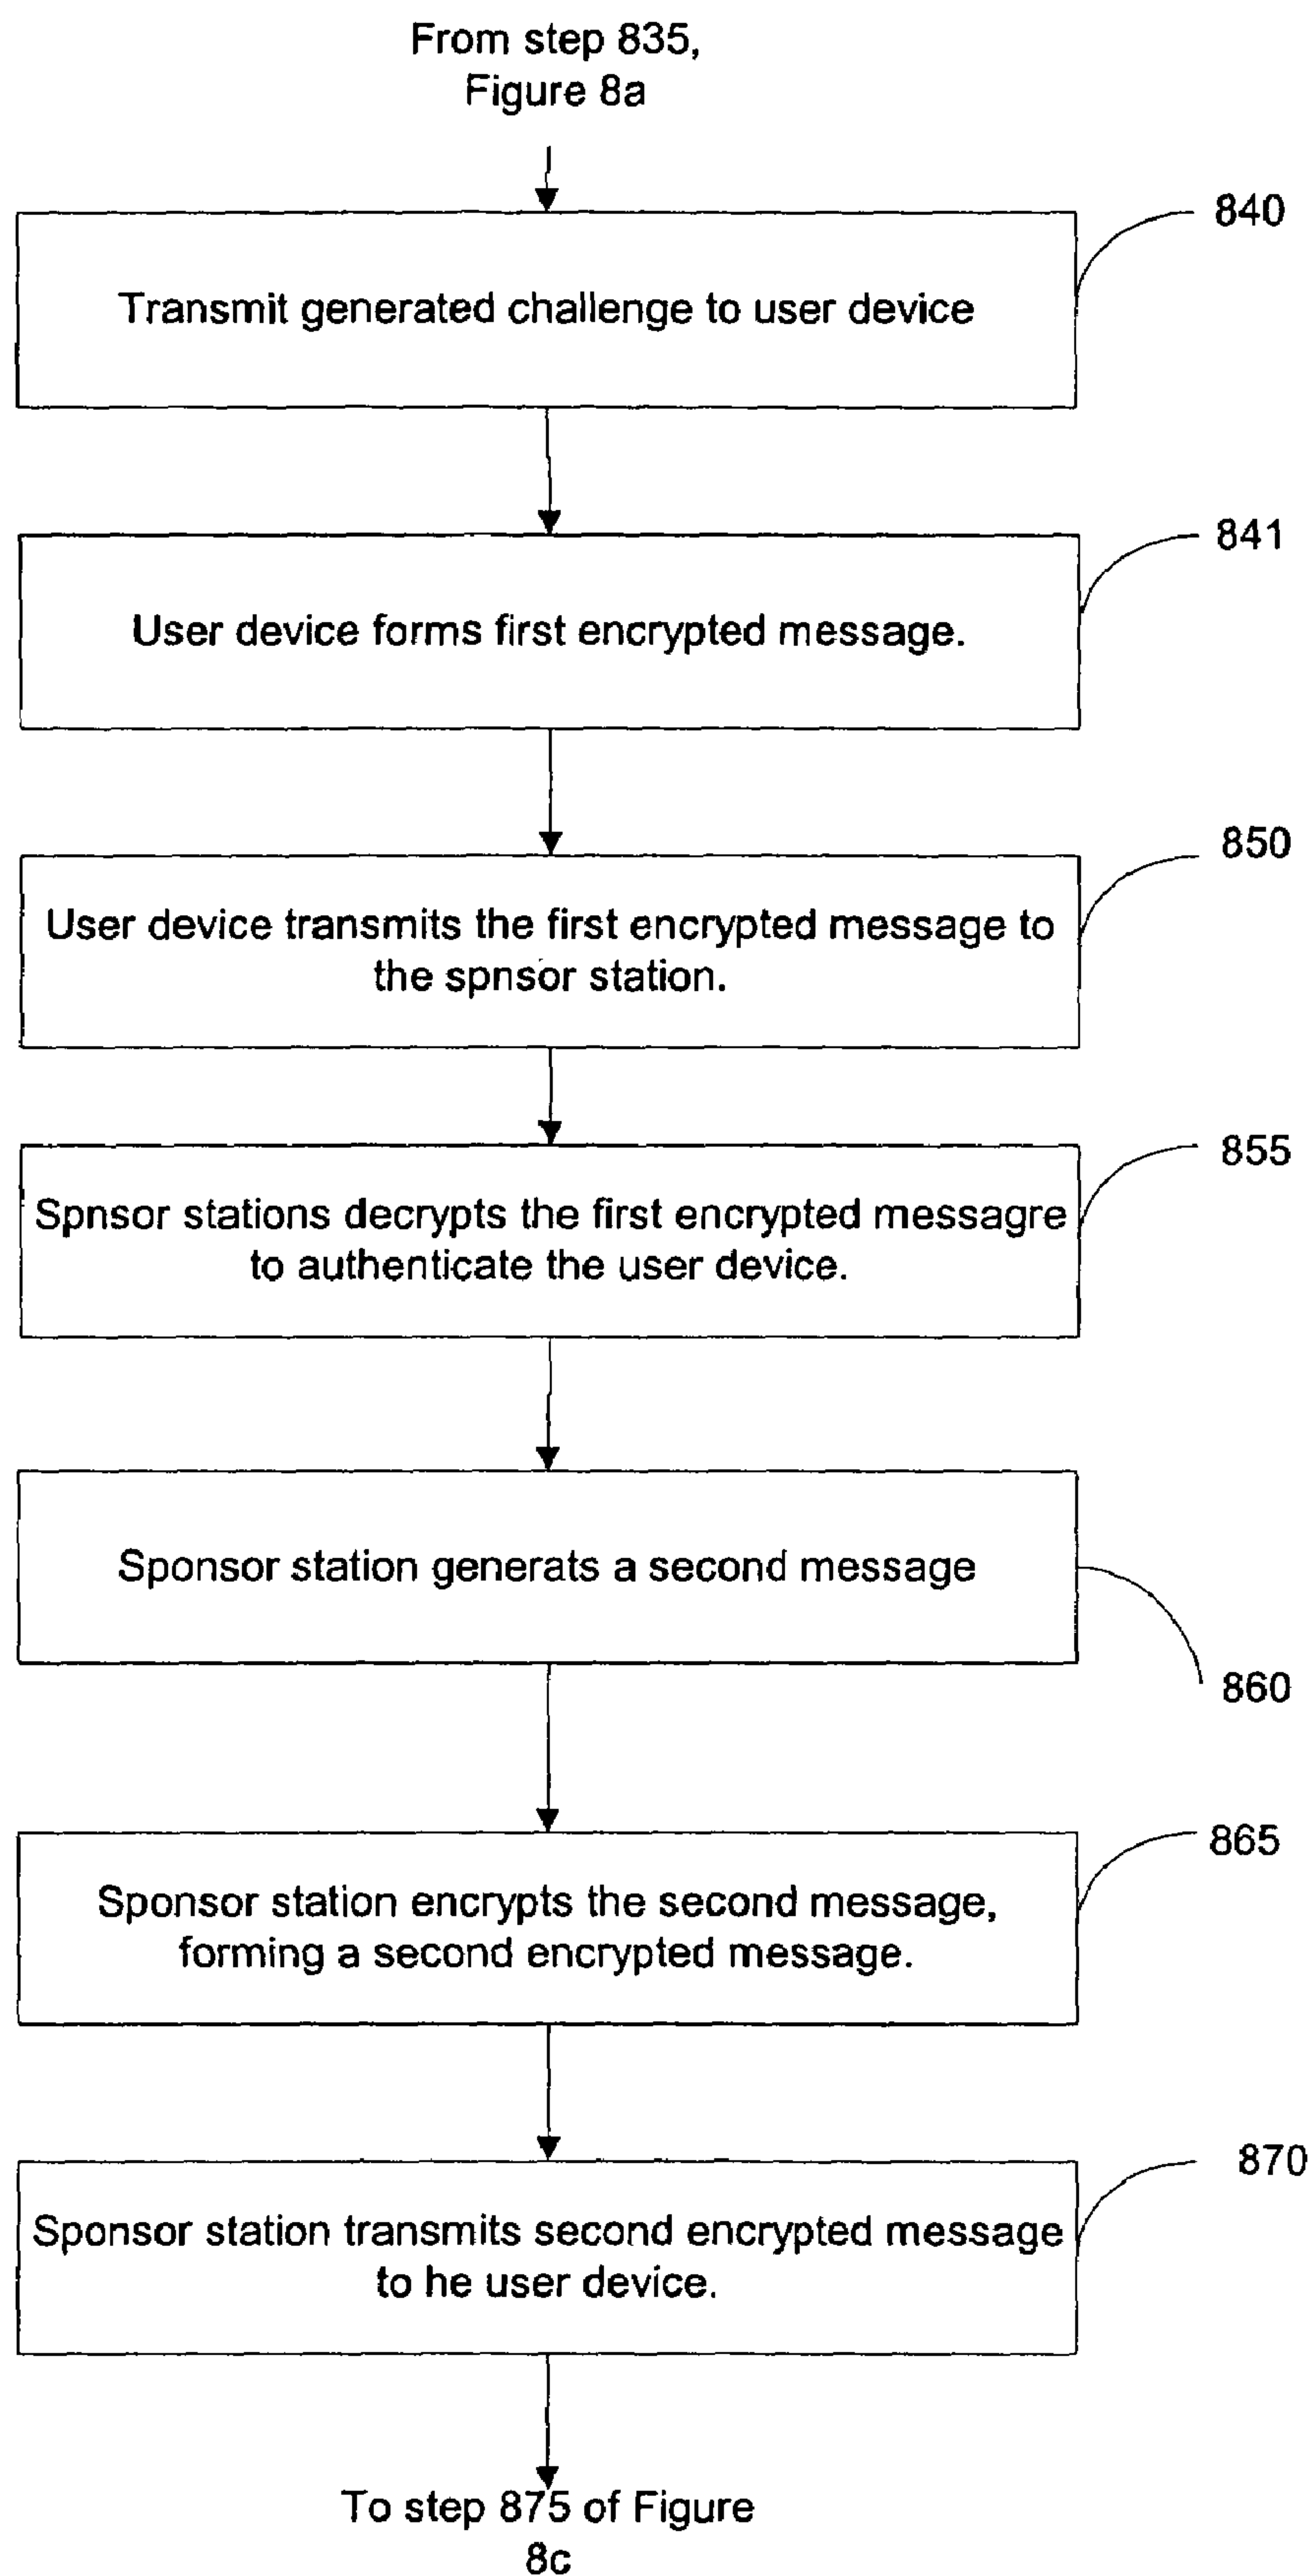 From step 835,
Figure 8a
840
Transmit generated challenge to user device
841
User device forms first encrypted message.
850
User device transmits the first encrypted message to
the spnsor station.
855
Spnsor stations decrypts the first encrypted messagre
to authenticate the user device.
Sponsor station generats a second message
860
865
Sponsor station encrypts the second message,
forming a second encrypted message.
870
Sponsor station transmits second encrypted message
to he user device.
To step 875 of Figure
8c